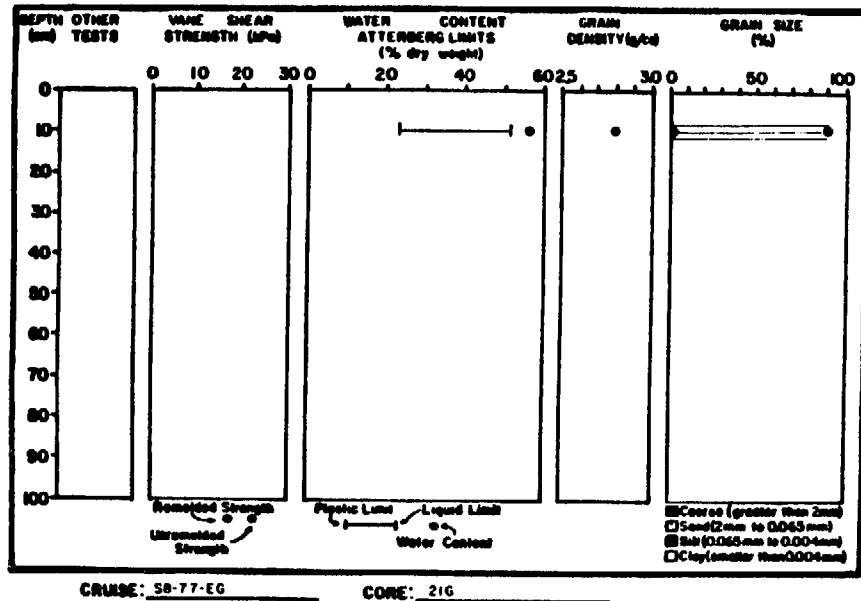 DEPTH OTHER VANE SHEAR WATER CONTENT GRAIN GRAIN SIZE
(cm) TESTS STRENGTH (kPa) ATTERBERG LIMITS DENSITY (g/cc) (%)
(% dry weight)
0 10 20 30 0 20 40 60 2.5 3.0 0 50 100
0
10
20
30
40
50
60
70
80
90
100
Remolded Strength
Plastic Limit
Liquid Limit
Strength
Water Content
Coarse (greater than 2mm)
Sand (2mm to 0.065mm)
Silt (0.065mm to 0.004mm)
Clay (smaller than 0.004mm)
CRUISE: S8-77-EG CORE: 21G